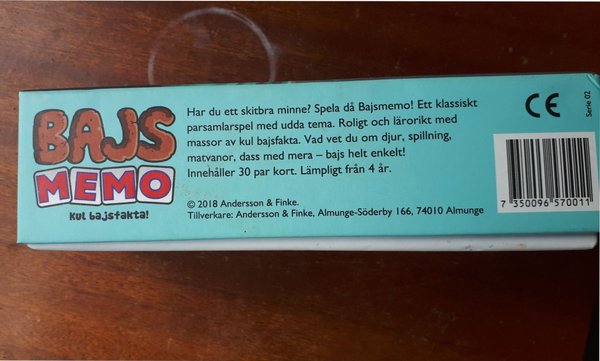 BAJS
MEMO
Kul bajsfakta!
Har du ett skitbra minne? Spela då Bajsmemo! Ett klassiskt
parsamlarspel med udda tema. Roligt och lärorikt med
massor av kul bajsfakta. Vad vet du om djur, spillning,
matvanor, dass med mera – bajs helt enkelt!
Innehåller 30 par kort. Lämpligt från 4 år.
© 2018 Andersson & Finke.
Tillverkare: Andersson & Finke, Almunge-Söderby 166, 74010 Almunge
CE
Serie 02
7 350096 570011